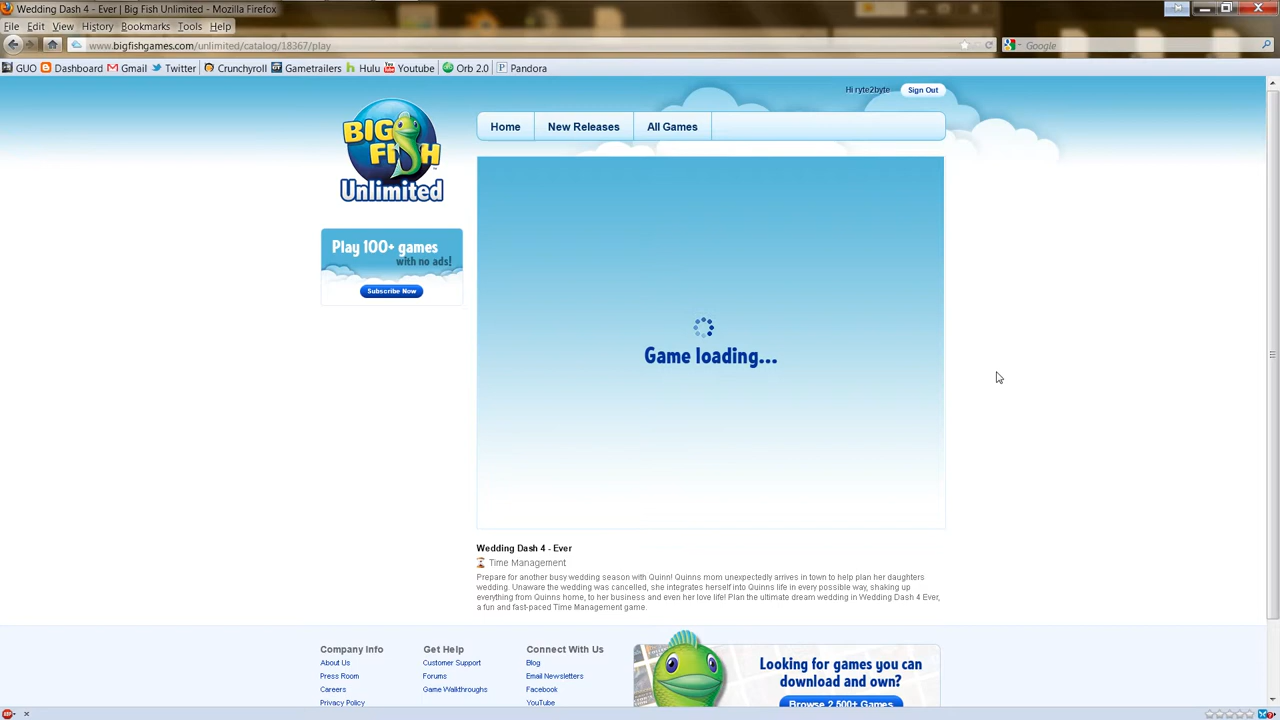 Wedding Dash 4 - Ever | Big Fish Unlimited - Mozilla Firefox
File Edit View History Bookmarks Tools Help
www.bigfishgames.com/unlimited/catalog/18367/play
Google
GUO Dashboard Gmail Twitter Crunchyroll Gametrailers Hulu Youtube Orb 2.0 Pandora
Hi ryte2byte Sign Out
Home New Releases All Games
BIG FISH
Unlimited
Play 100+ games
with no ads!
Subscribe Now
Game loading...
Wedding Dash 4 - Ever
Time Management
Prepare for another busy wedding season with Quinn! Quinns mom unexpectedly arrives in town to help plan her daughters
wedding. Unaware the wedding was cancelled, she integrates herself into Quinns life in every possible way, shaking up
everything from Quinns home, to her business and even her love life! Plan the ultimate dream wedding in Wedding Dash 4 Ever,
a fun and fast-paced Time Management game.
Company Info
About Us
Press Room
Careers
Privacy Policy
Get Help
Customer Support
Forums
Game Walkthroughs
Connect With Us
Blog
Email Newsletters
Facebook
YouTube
Looking for games you can
download and own?
Browse 2,500+ Games